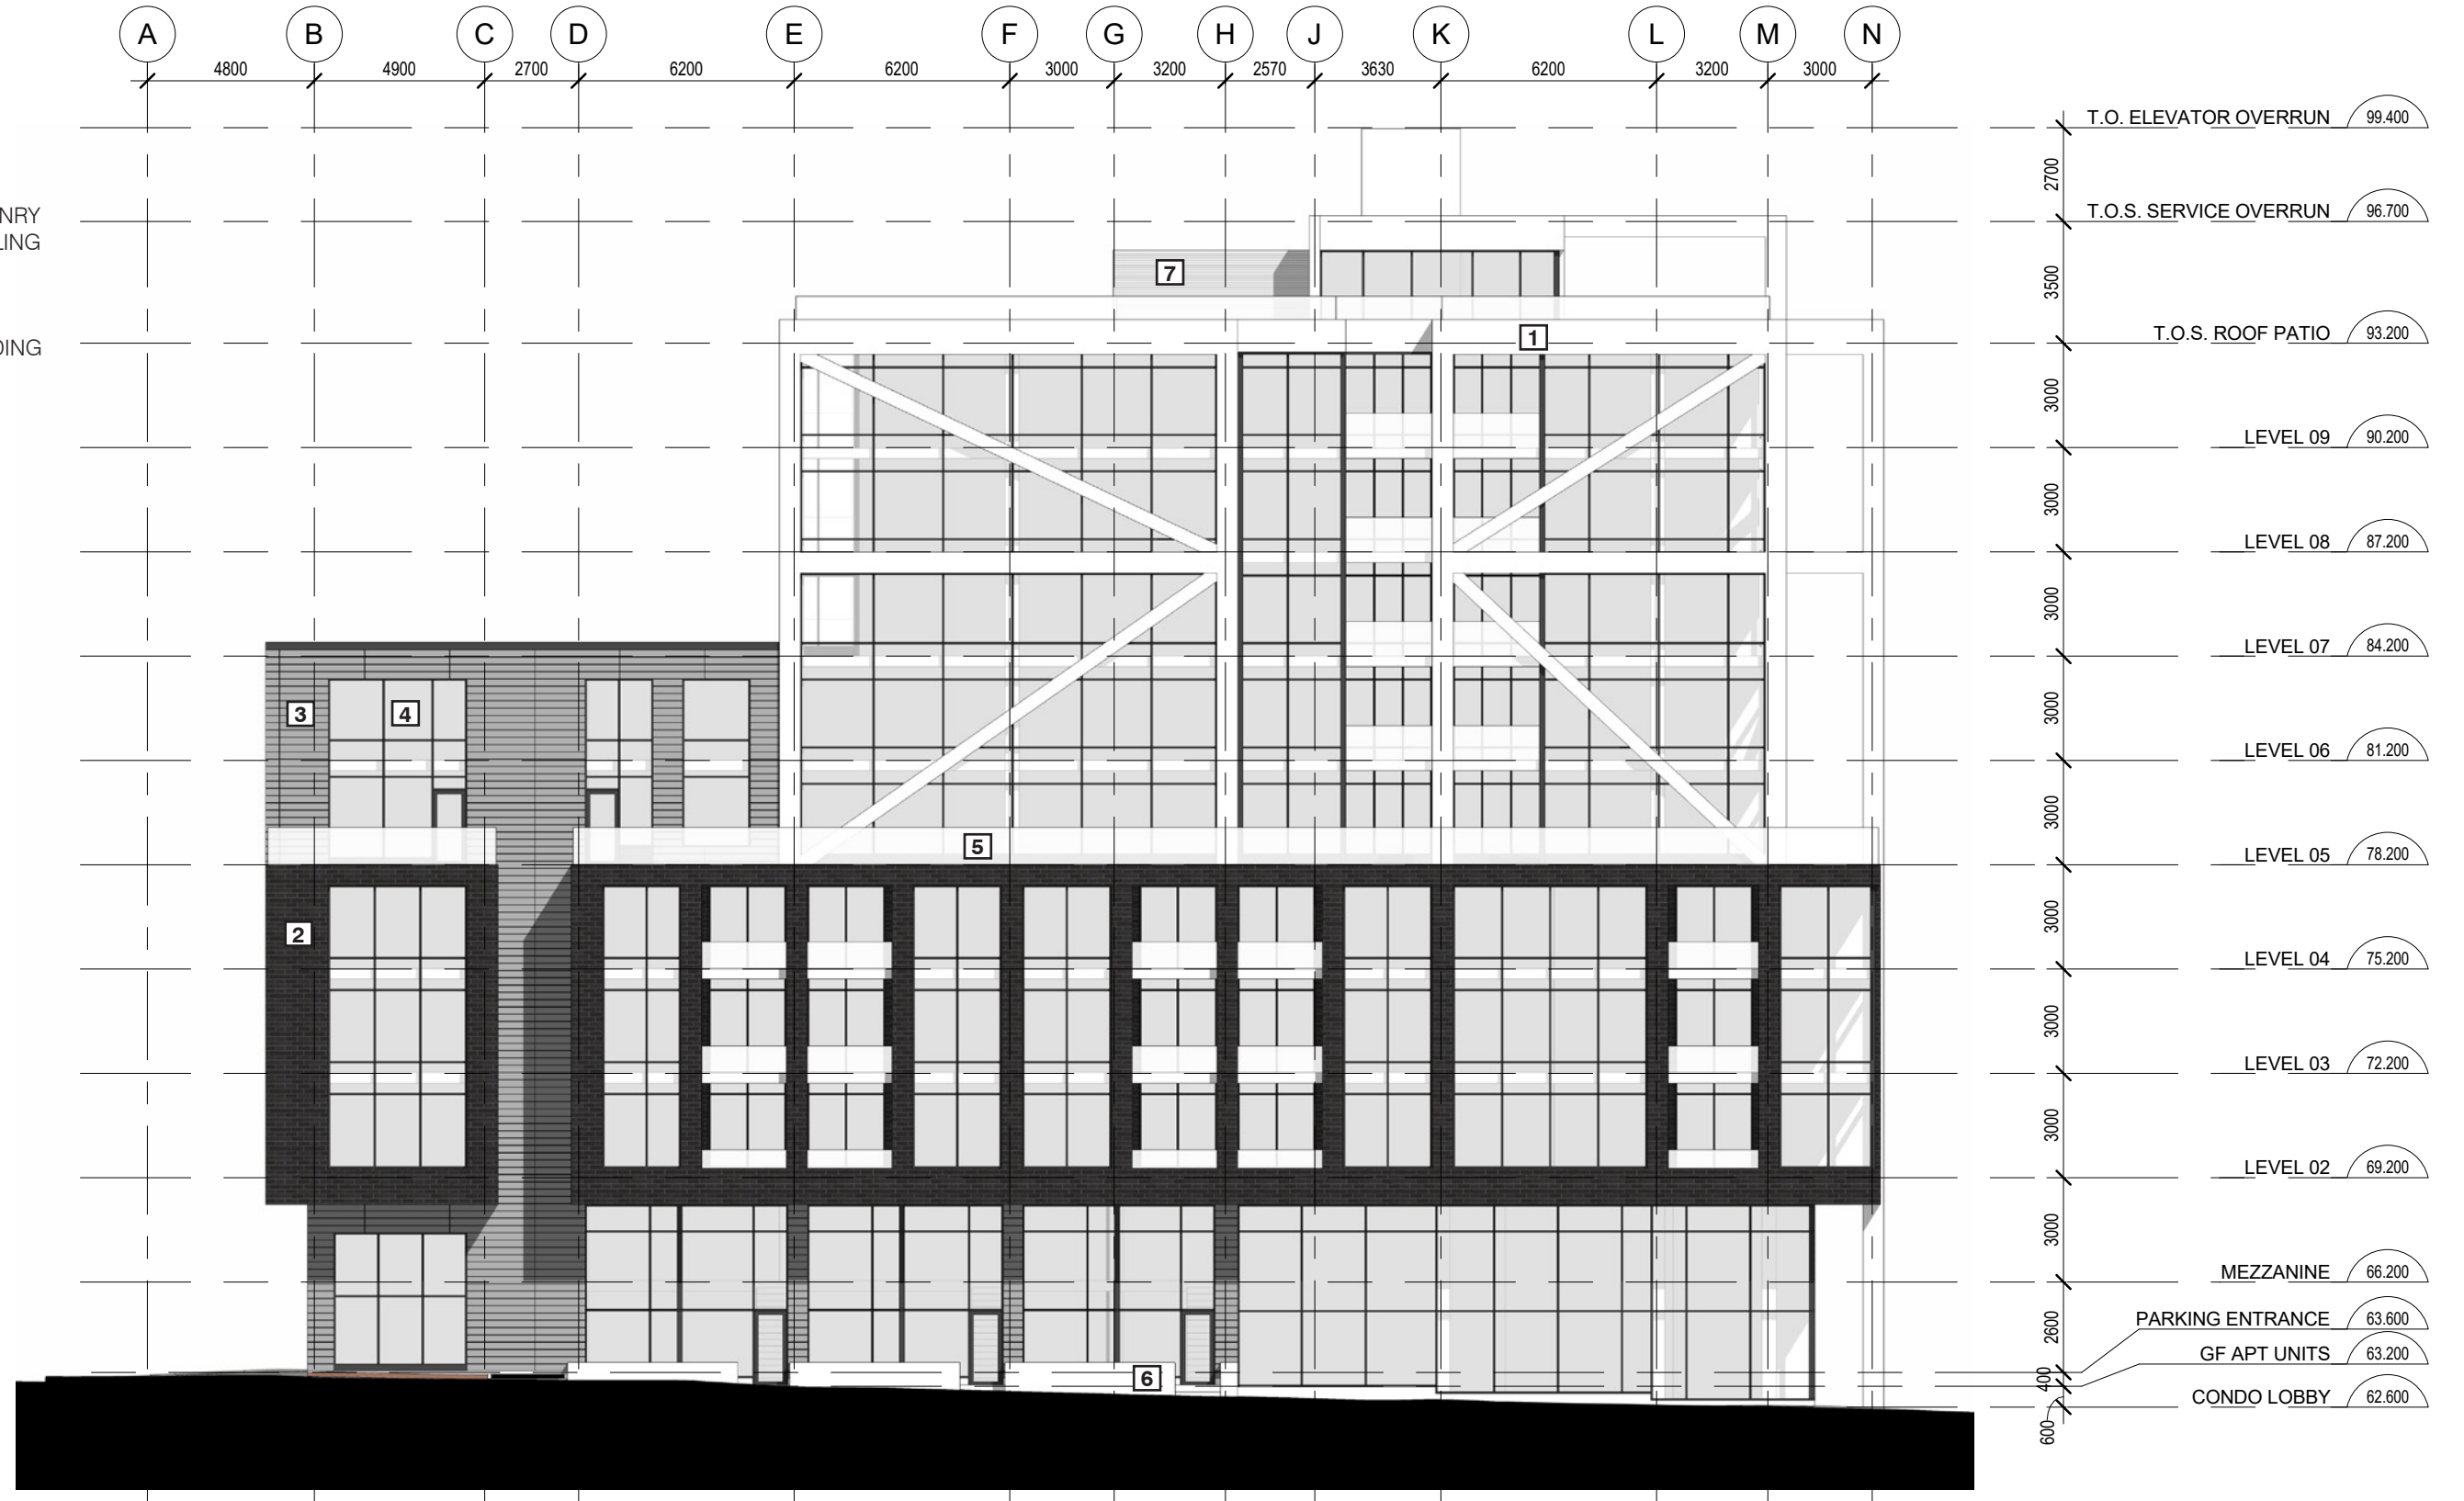 A B C D E F G H J K L M N
4800 4900 2700 6200 6200 3000 3200 2570 3630 6200 3200 3000
T.O. ELEVATOR OVERRUN 99.400
2700
NRY
T.O.S. SERVICE OVERRUN 96.700
LING
7
3500
1
T.O.S. ROOF PATIO 93.200
DING
3000
LEVEL 09 90.200
3000
LEVEL 08 87.200
3000
LEVEL 07 84.200
3 4
3000
LEVEL 06 81.200
3000
5
LEVEL 05 78.200
3000
2
LEVEL 04 75.200
3000
LEVEL 03 72.200
3000
LEVEL 02 69.200
3000
MEZZANINE 66.200
2600
PARKING ENTRANCE 63.600
GF APT UNITS 63.200
400
6
CONDO LOBBY 62.600
600